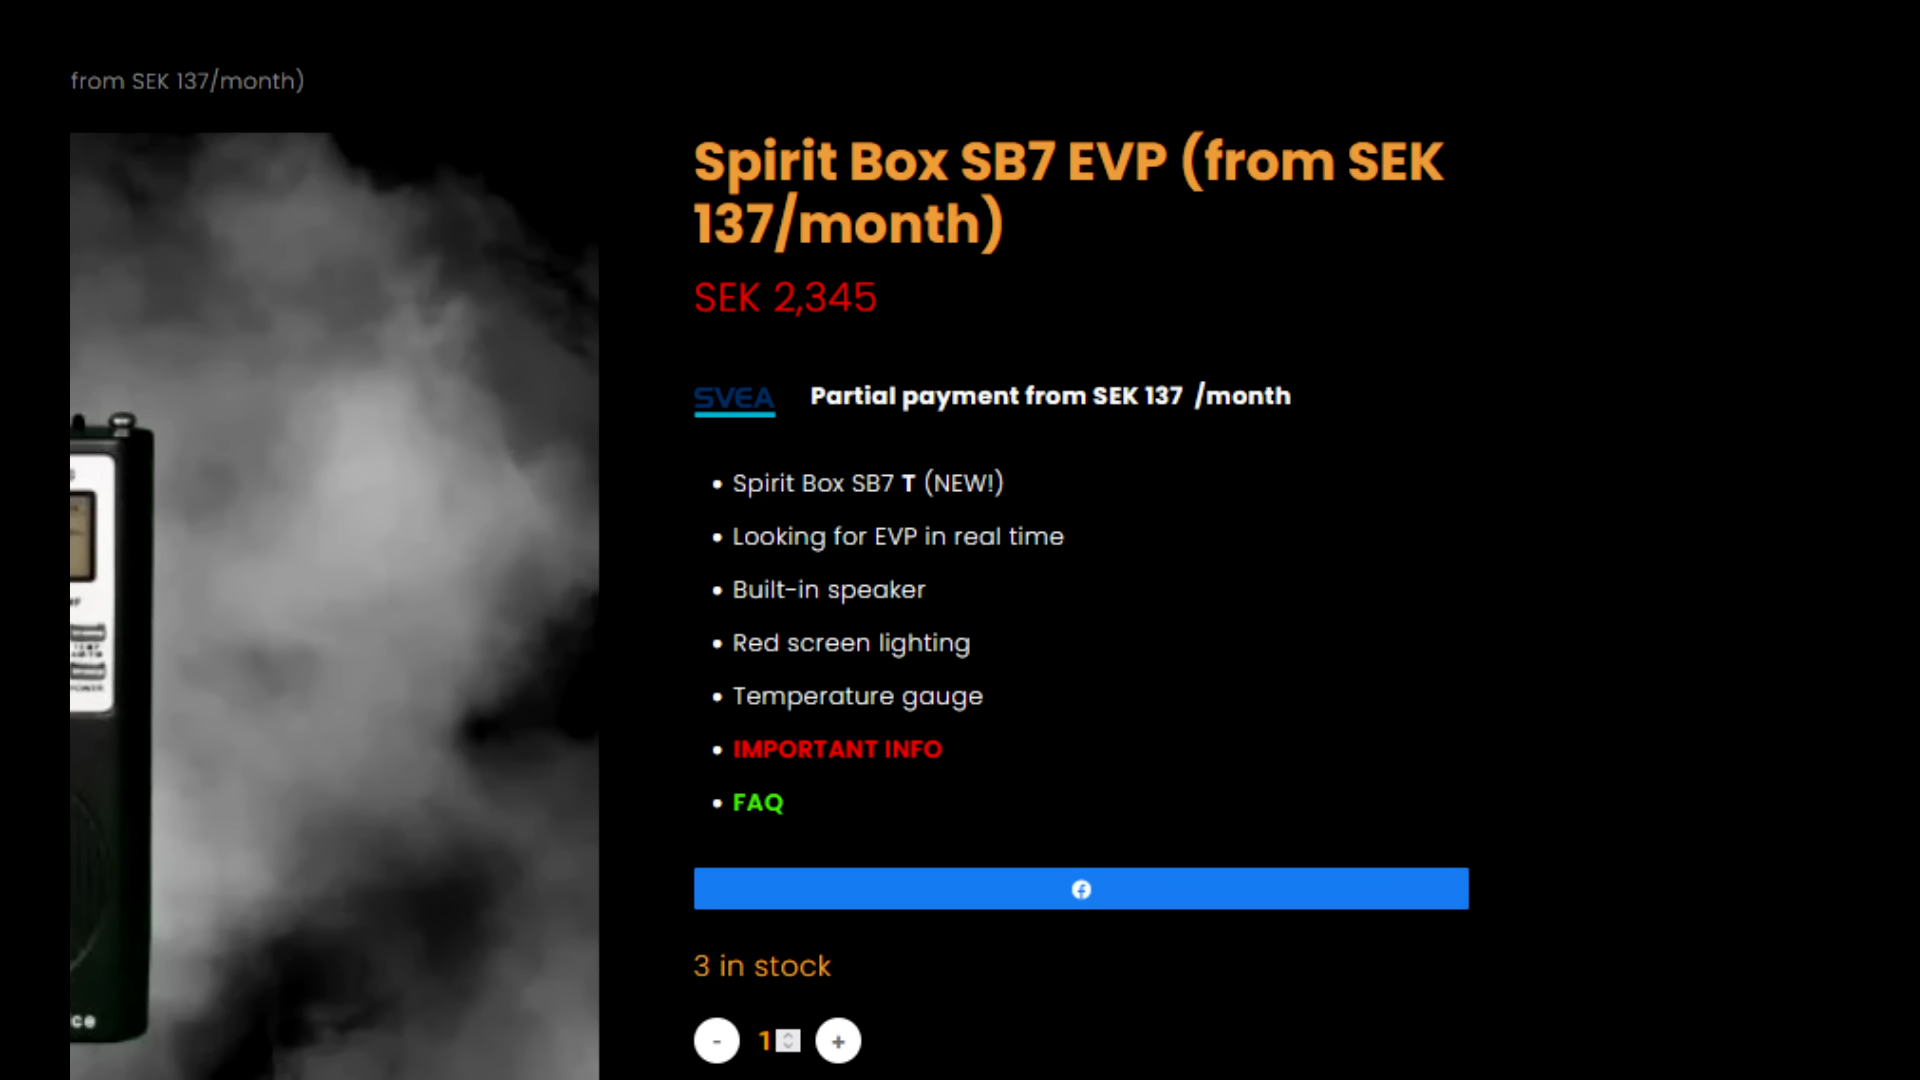 from SEK 137/month)
Spirit Box SB7 EVP (from SEK
137/month)
SEK 2,345
SVEA
Partial payment from SEK 137 /month
Spirit Box SB7 T (NEW!)
Looking for EVP in real time
Built-in speaker
Red screen lighting
Temperature gauge
IMPORTANT INFO
FAQ
3 in stock
- 1 +
POWER
ce